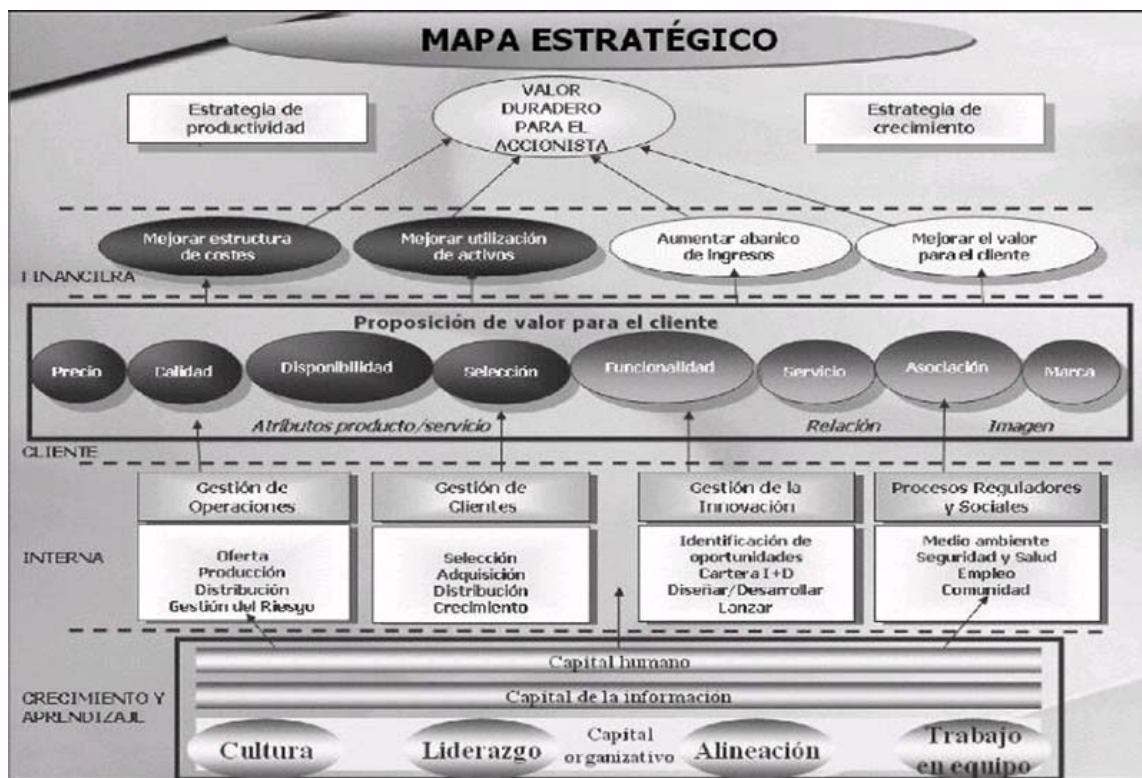 MAPA ESTRATÉGICO
Estrategia de
productividad
VALOR
DURADERO
PARA EL
ACCIONISTA
Estrategia de
crecimiento
Mejorar estructura
de costes
Mejorar utilización
de activos
Aumentar abanico
de ingresos
Mejorar el valor
para el cliente
FINANCIERA
Proposición de valor para el cliente
Precio
Calidad
Disponibilidad
Selección
Funcionalidad
Servicio
Asociación
Marca
Atributos producto/servicio
Relación
Imagen
CLIENTE
Gestión de
Operaciones
Gestión de
Clientes
Gestión de la
Innovación
Procesos Reguladores
y Sociales
INTERNA
Oferta
Producción
Distribución
Gestión del Riesgo
Selección
Adquisición
Distribución
Crecimiento
Identificación de
oportunidades
Cartera I+D
Diseñar/Desarrollar
Lanzar
Medio ambiente
Seguridad y Salud
Empleo
Comunidad
CRECIMIENTO Y
APRENDIZAJE
Capital humano
Capital de la información
Cultura
Liderazgo
Capital
organizativo
Alineación
Trabajo
en equipo